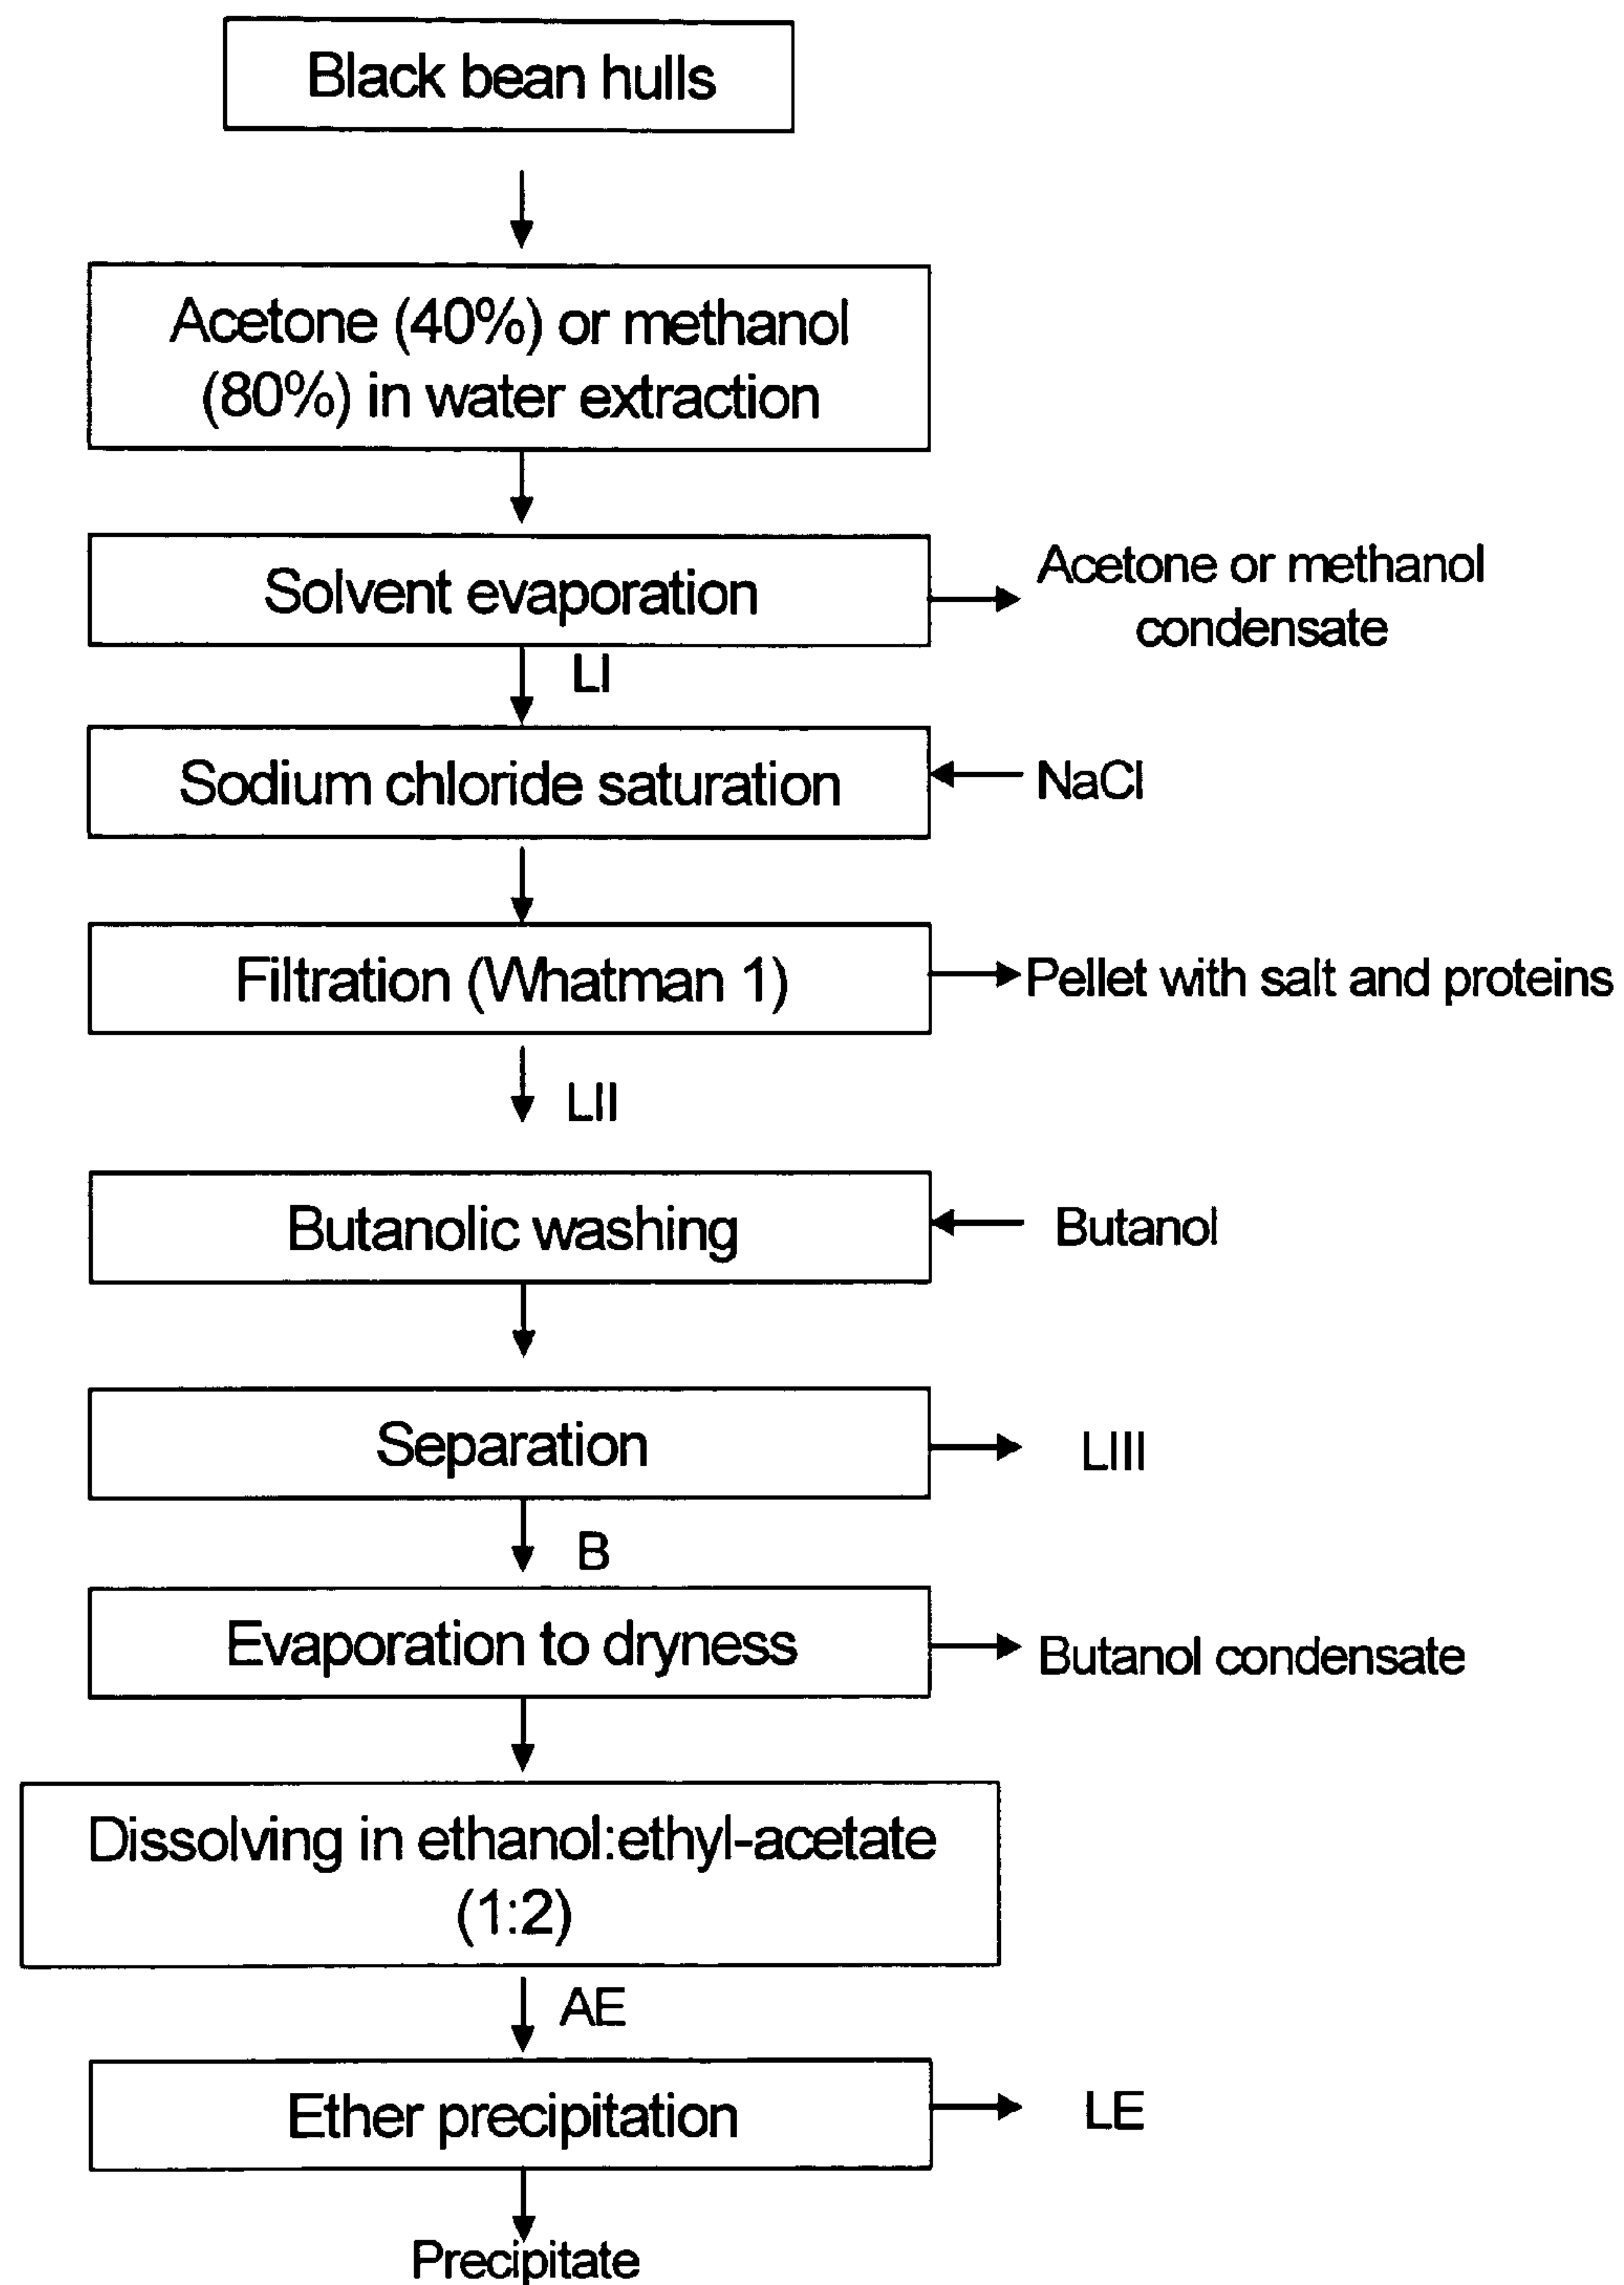 Black bean hulls
Acetone (40%) or methanol
(80%) in water extraction
Solvent evaporation
Acetone or methanol
condensate
LI
Sodium chloride saturation
NaCl
Filtration (Whatman 1)
Pellet with salt and proteins
LII
Butanolic washing
Butanol
Separation
LIII
B
Evaporation to dryness
Butanol condensate
Dissolving in ethanol:ethyl-acetate
(1:2)
AE
Ether precipitation
LE
Precipitate